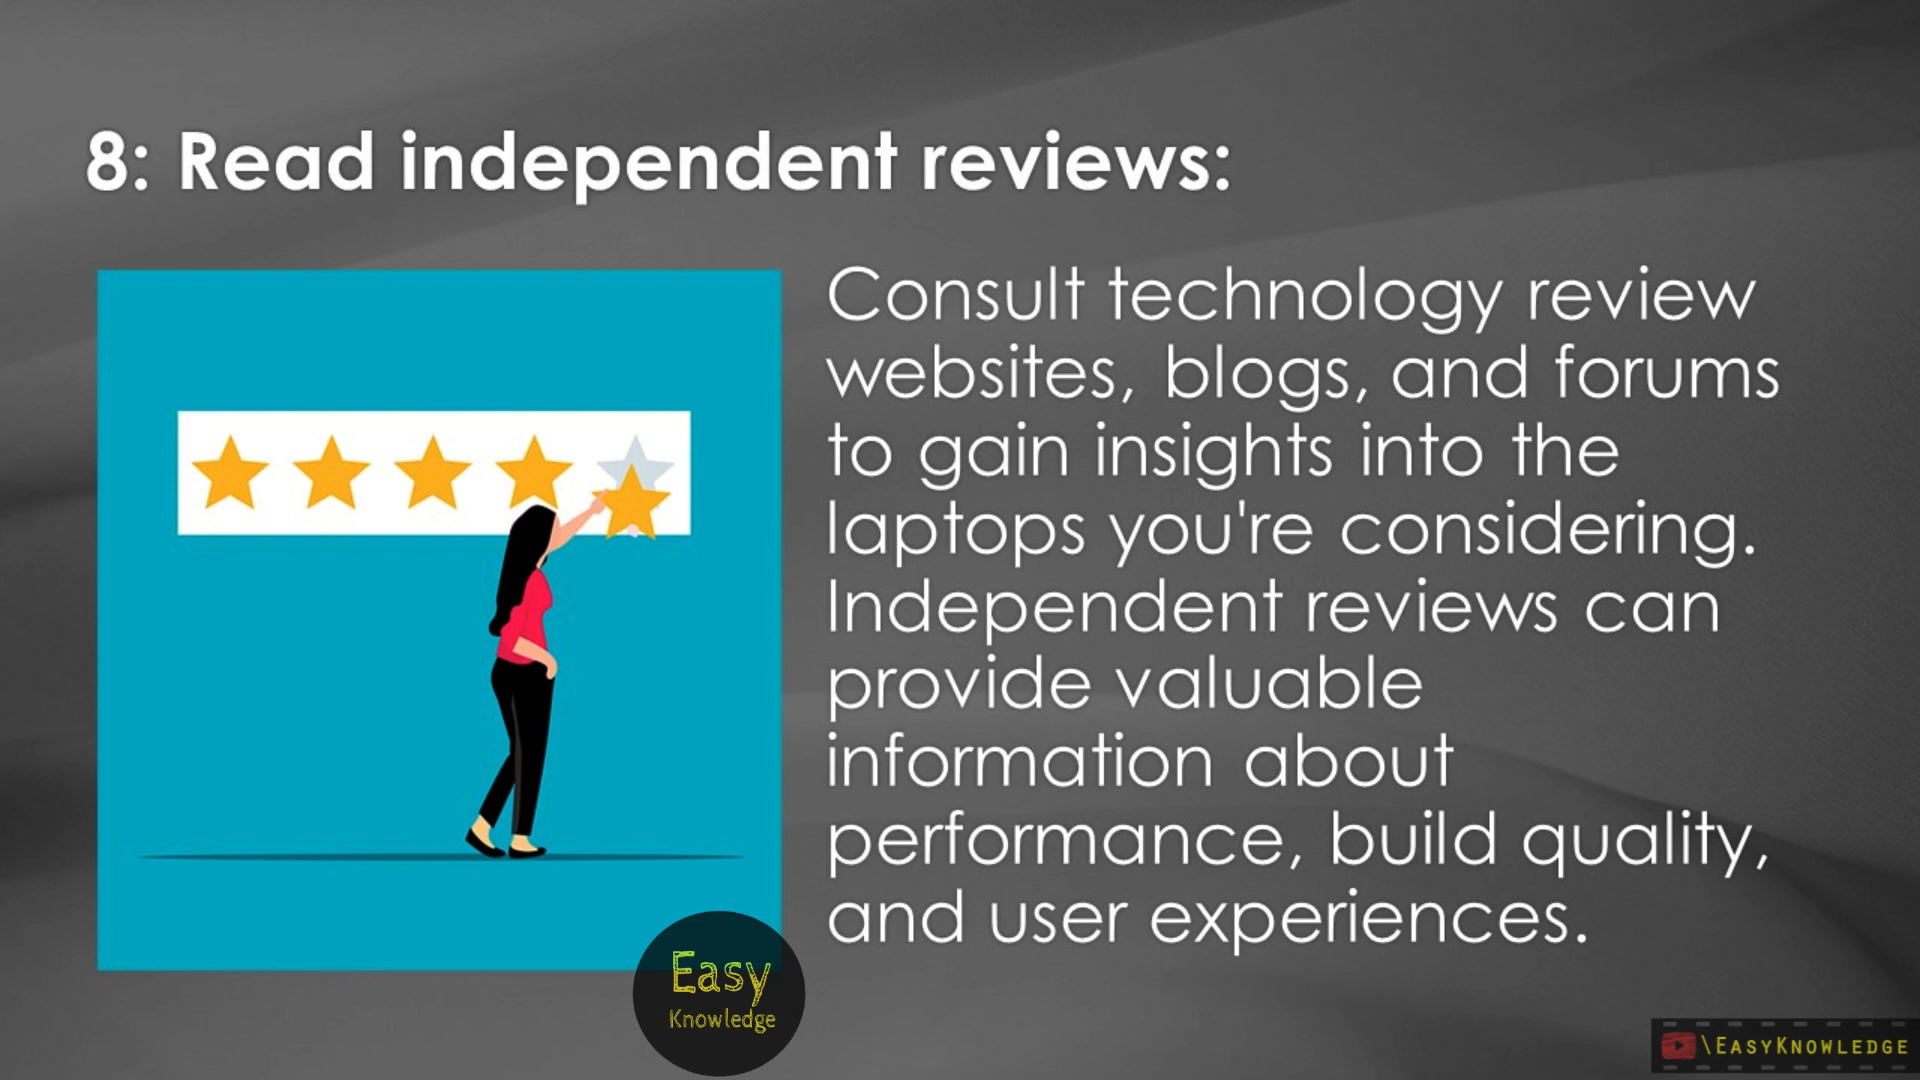 8: Read independent reviews:
Consult technology review
websites, blogs, and forums
to gain insights into the
laptops you're considering.
Independent reviews can
provide valuable
information about
performance, build quality,
and user experiences.
Easy
Knowledge
\EasyKnowledge